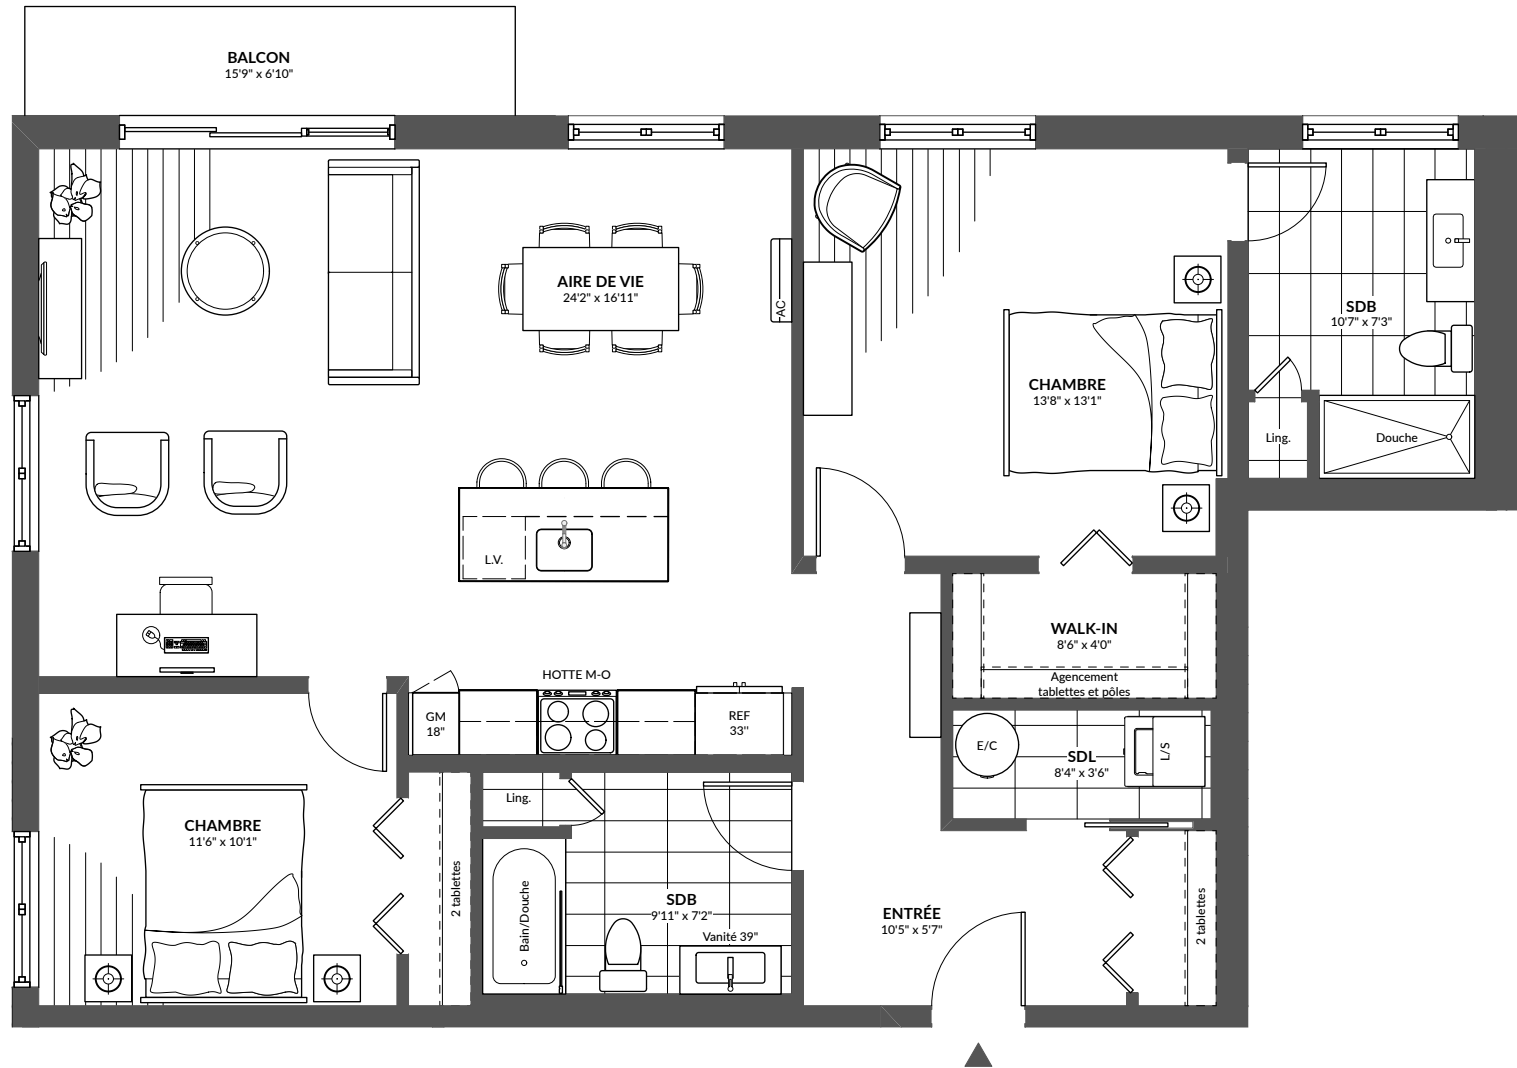 BALCON
15'9" x 6'10"
AIRE DE VIE
24'2" x 16'11"
AC
CHAMBRE
13'8" x 13'1"
SDB
10'7" x 7'3"
Ling.
Douche
L.V.
WALK-IN
8'6" x 4'0"
Agencement
tablettes et pôles
HOTTE M-O
GM
18"
REF
33''
E/C
SDL
8'4" x 3'6"
L/S
CHAMBRE
11'6" x 10'1"
2 tablettes
Ling.
Bain/Douche
SDB
9'11" x 7'2"
Vanité 39"
ENTRÉE
10'5" x 5'7"
2 tablettes